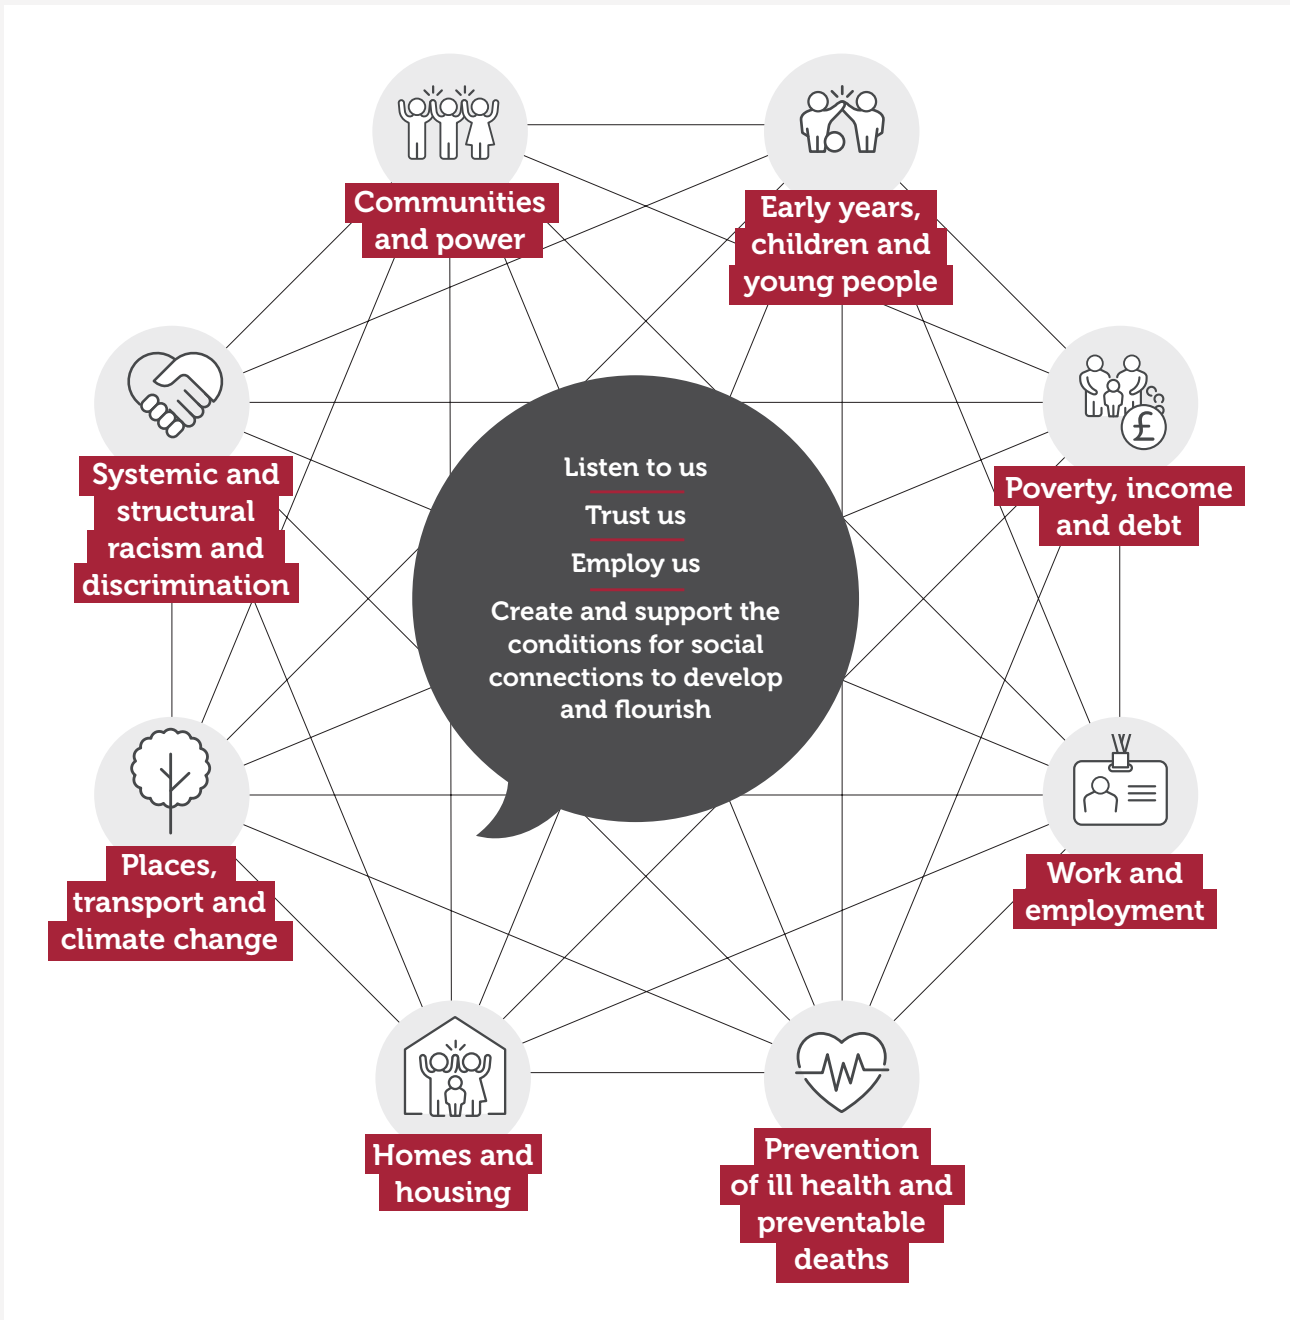 Communities
and power
Early years,
children and
young people
Systemic and
structural
racism and
discrimination
Listen to us
Trust us
Employ us
Create and support the
conditions for social
connections to develop
and flourish
£
Poverty, income
and debt
Places,
transport and
climate change
Work and
employment
Homes and
housing
Prevention
of ill health and
preventable
deaths